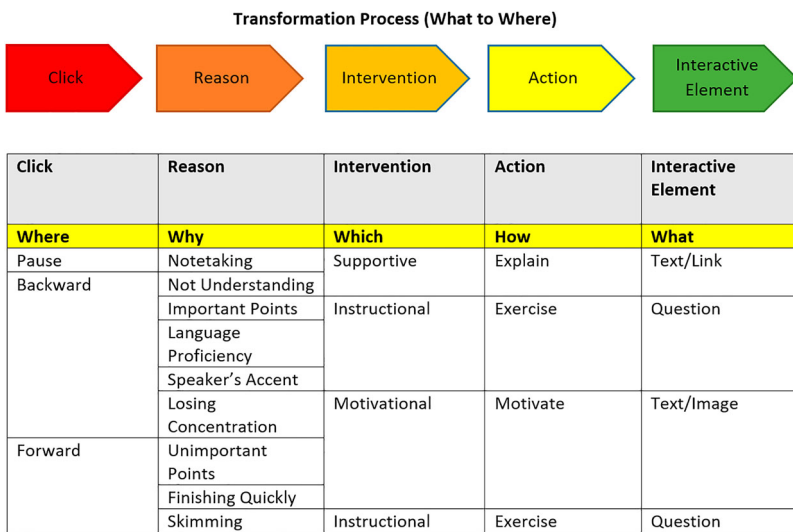 Transformation Process (What to Where)
Click
Reason
Intervention
Action
Interactive
Element
Click Reason Intervention Action Interactive
Element
Where Why Which How What
Pause Notetaking Supportive Explain Text/Link
Backward Not Understanding
Important Points Instructional Exercise Question
Language
Proficiency
Speaker's Accent
Losing Motivational Motivate Text/Image
Concentration
Forward Unimportant
Points
Finishing Quickly
Skimming Instructional Exercise Question